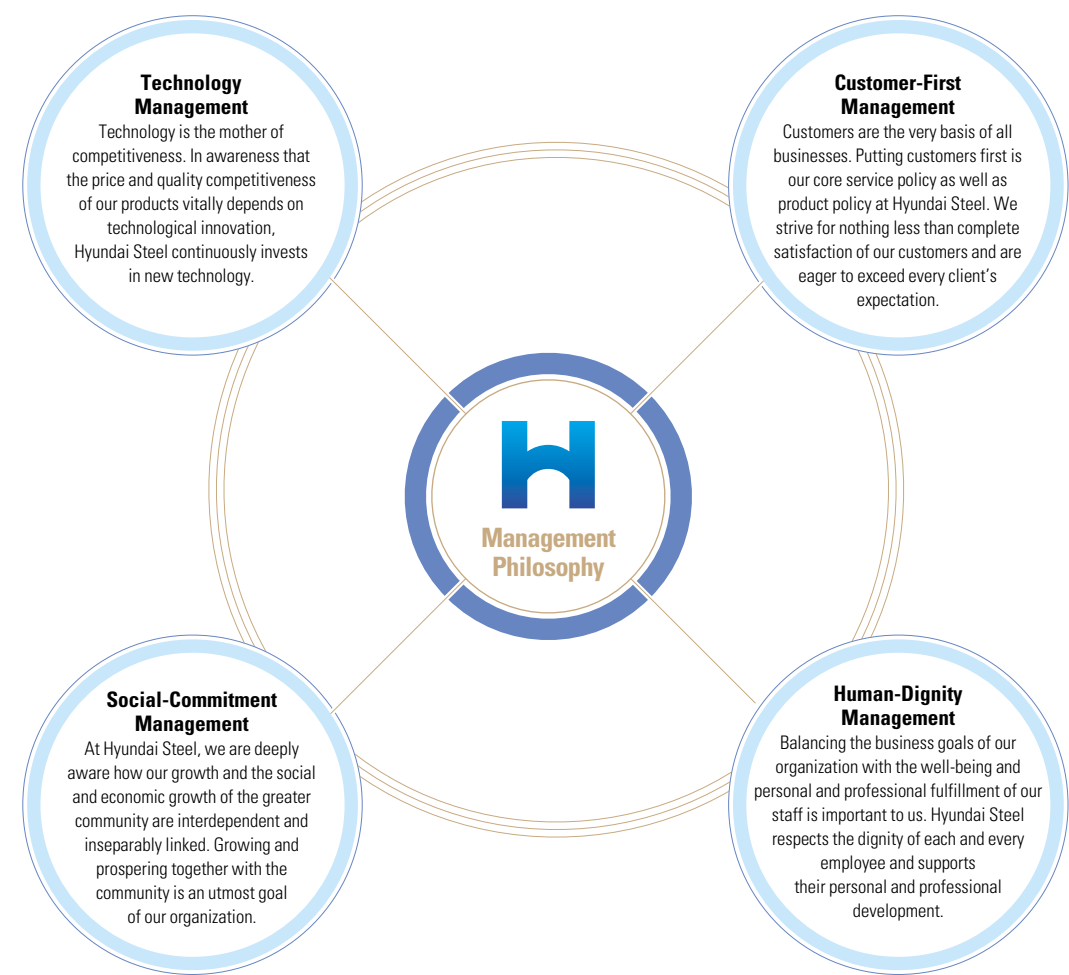 Technology
Management
Technology is the mother of
competitiveness. In awareness that
the price and quality competitiveness
of our products vitally depends on
technological innovation,
Hyundai Steel continuously invests
in new technology.
Customer-First
Management
Customers are the very basis of all
businesses. Putting customers first is
our core service policy as well as
product policy at Hyundai Steel. We
strive for nothing less than complete
satisfaction of our customers and are
eager to exceed every client's
expectation.
Management
Philosophy
Social-Commitment
Management
At Hyundai Steel, we are deeply
aware how our growth and the social
and economic growth of the greater
community are interdependent and
inseparably linked. Growing and
prospering together with the
community is an utmost goal
of our organization.
Human-Dignity
Management
Balancing the business goals of our
organization with the well-being and
personal and professional fulfillment of our
staff is important to us. Hyundai Steel
respects the dignity of each and every
employee and supports
their personal and professional
development.